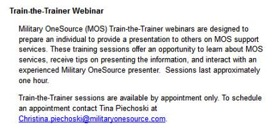 Train-the-Trainer Webinar
Military OneSource (MOS) Train-the-Trainer webinars are designed to
prepare an individual to provide a presentation to others on MOS support
services. These training sessions offer an opportunity to learn about MOS
services, receive tips on presenting the information, and interact with an
experienced Military OneSource presenter.  Sessions last approximately
one hour.
Train-the-Trainer sessions are available by appointment only. To schedule
an appointment contact Tina Piechoski at
Christina.piechoski@militaryonesource.com.